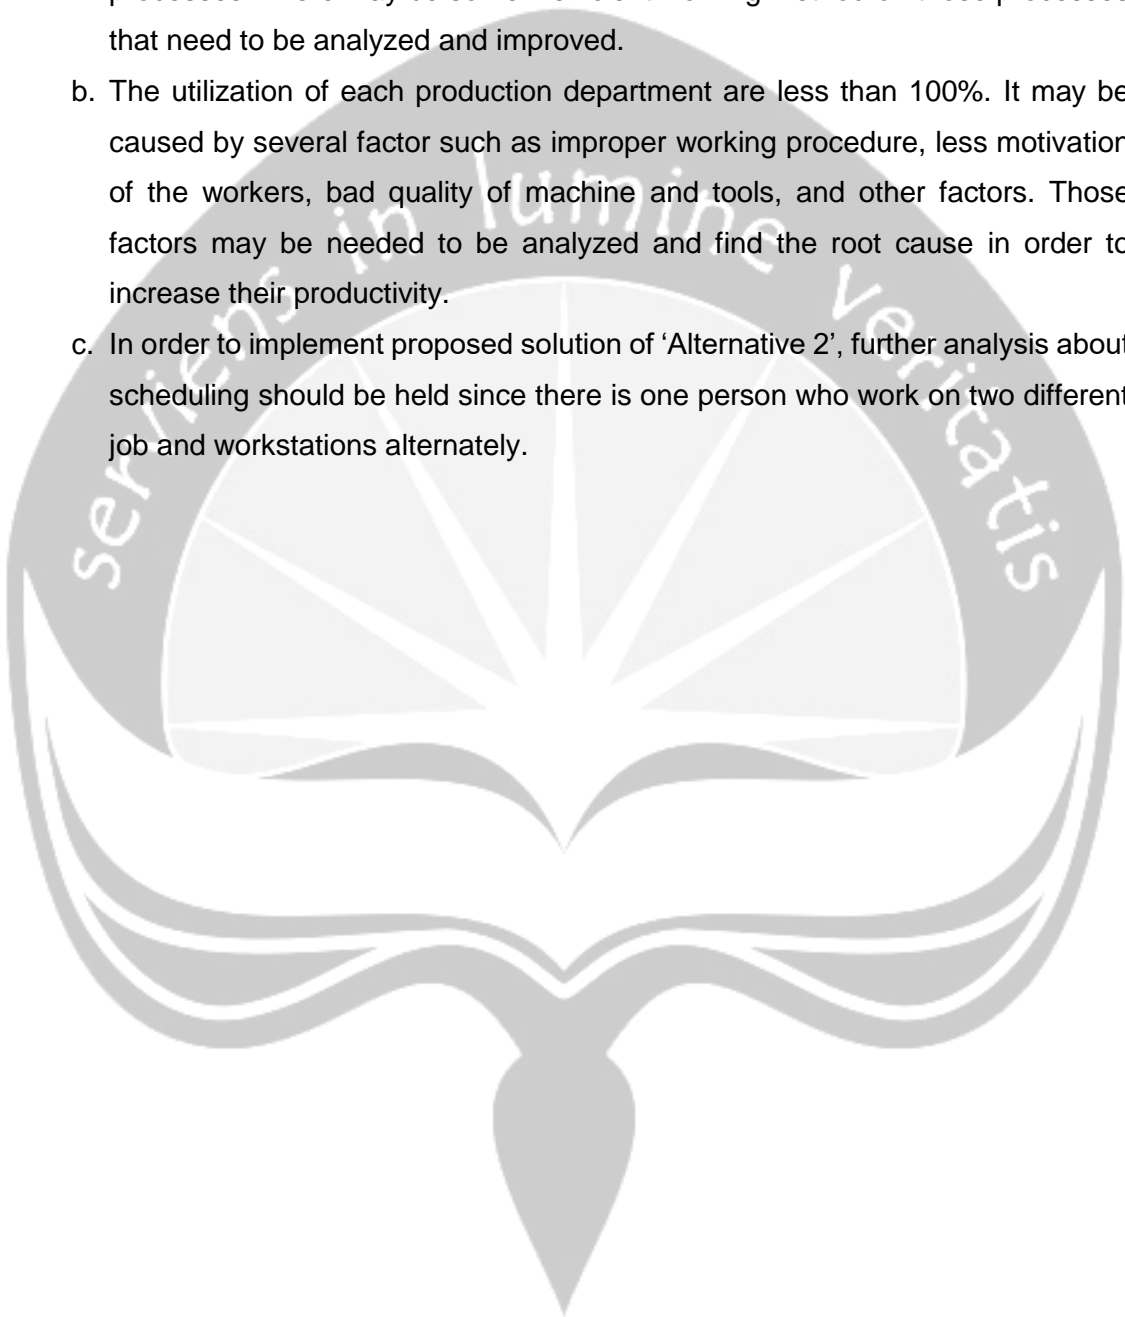 that need to be analyzed and improved.
b. The utilization of each production department are less than 100%. It may be
caused by several factor such as improper working procedure, less motivation
of the workers, bad quality of machine and tools, and other factors. Those
factors may be needed to be analyzed and find the root cause in order to
increase their productivity.
c. In order to implement proposed solution of ‘Alternative 2’, further analysis about
scheduling should be held since there is one person who work on two different
job and workstations alternately.
serviens in lumine veritatis